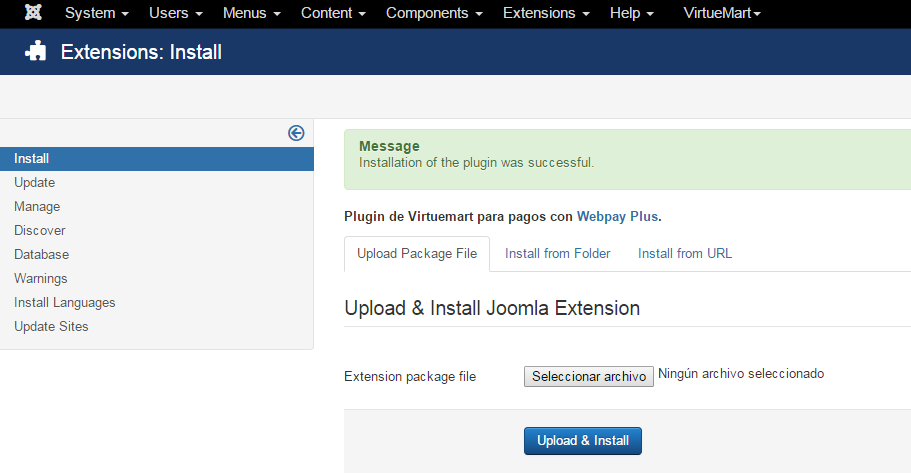 System Users Menus Content Components Extensions Help VirtueMart
Extensions: Install
Install
Update
Manage
Discover
Database
Warnings
Install Languages
Update Sites
Message
Installation of the plugin was successful.
Plugin de Virtuemart para pagos con Webpay Plus.
Upload Package File Install from Folder Install from URL
Upload & Install Joomla Extension
Extension package file Seleccionar archivo Ningún archivo seleccionado
Upload & Install